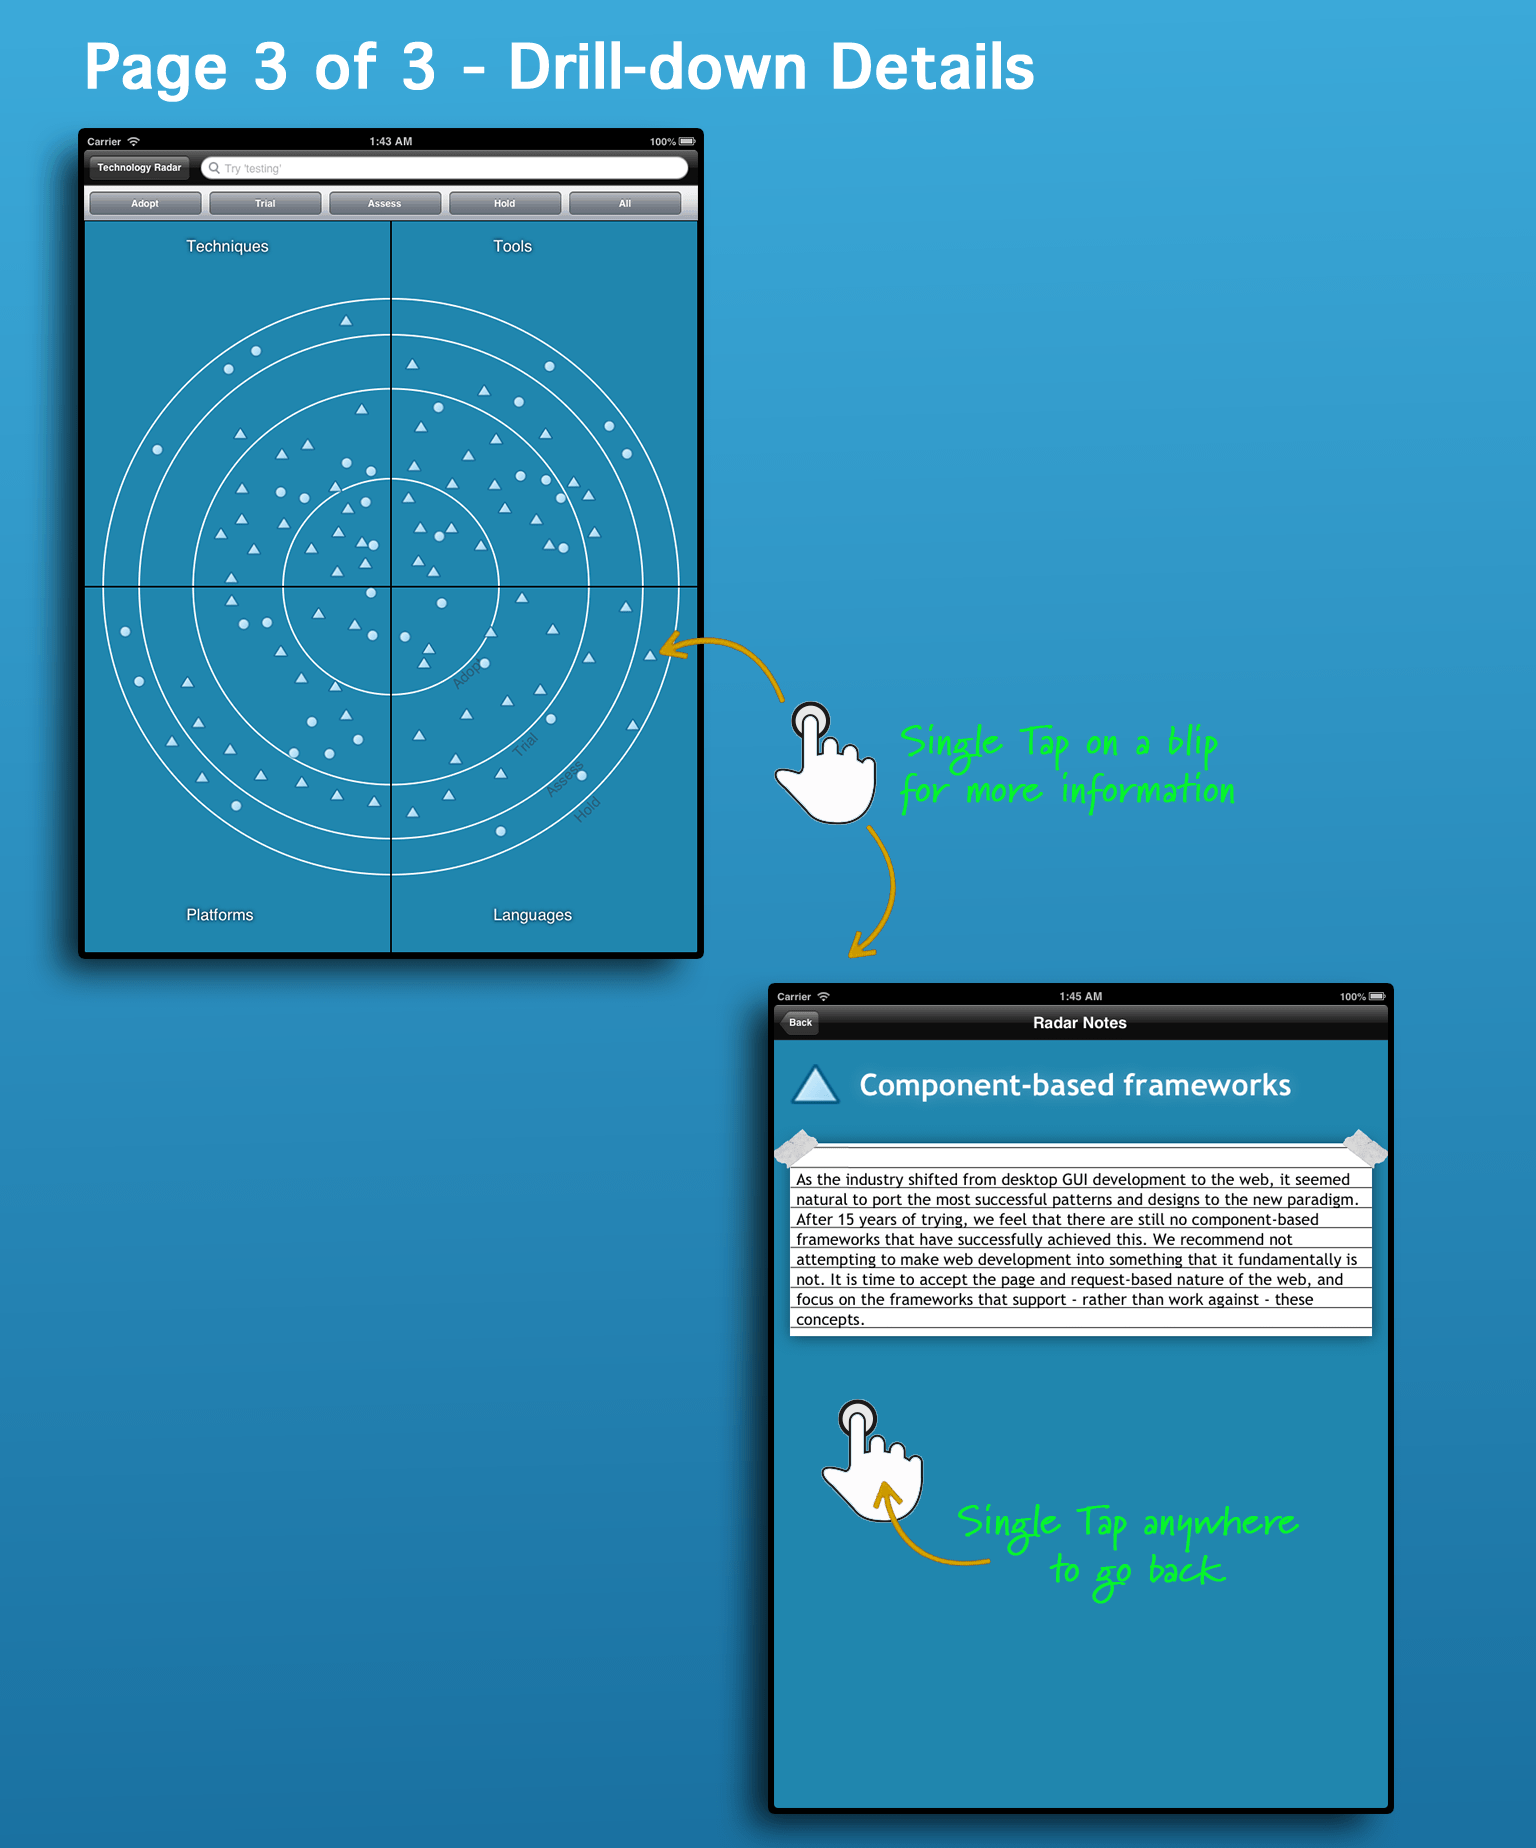 Page 3 of 3 - Drill-down Details
Carrier 1:43 AM 100%
Technology Radar Try 'testing'
Adopt Trial Assess Hold All
Techniques Tools
Adopt
Trial
Assess
Hold
Platforms Languages
Single Tap on a blip
for more information
Carrier 1:45 AM 100%
Back Radar Notes
Component-based frameworks
As the industry shifted from desktop GUI development to the web, it seemed
natural to port the most successful patterns and designs to the new paradigm.
After 15 years of trying, we feel that there are still no component-based
frameworks that have successfully achieved this. We recommend not
attempting to make web development into something that it fundamentally is
not. It is time to accept the page and request-based nature of the web, and
focus on the frameworks that support - rather than work against - these
concepts.
Single Tap anywhere
to go back